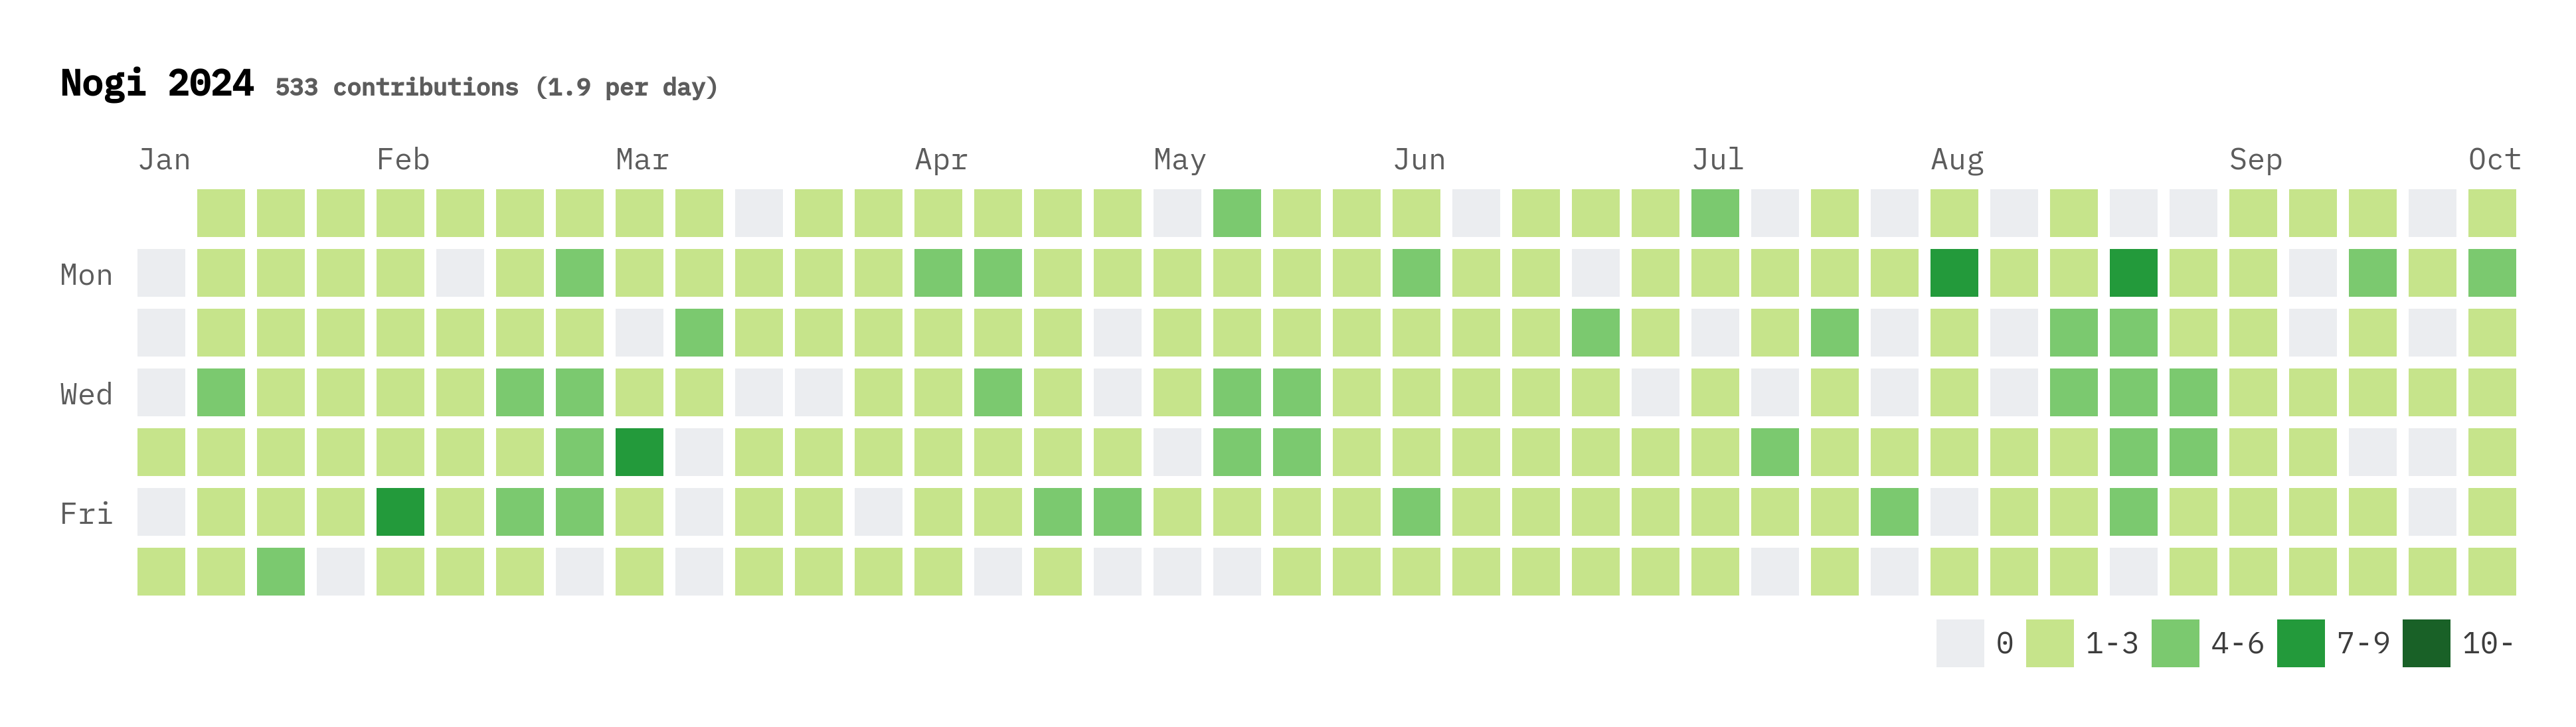 Nogi 2024 533 contributions (1.9 per day)
Jan Feb Mar Apr May Jun Jul Aug Sep Oct
Mon
Wed
Fri
0 1-3 4-6 7-9 10-